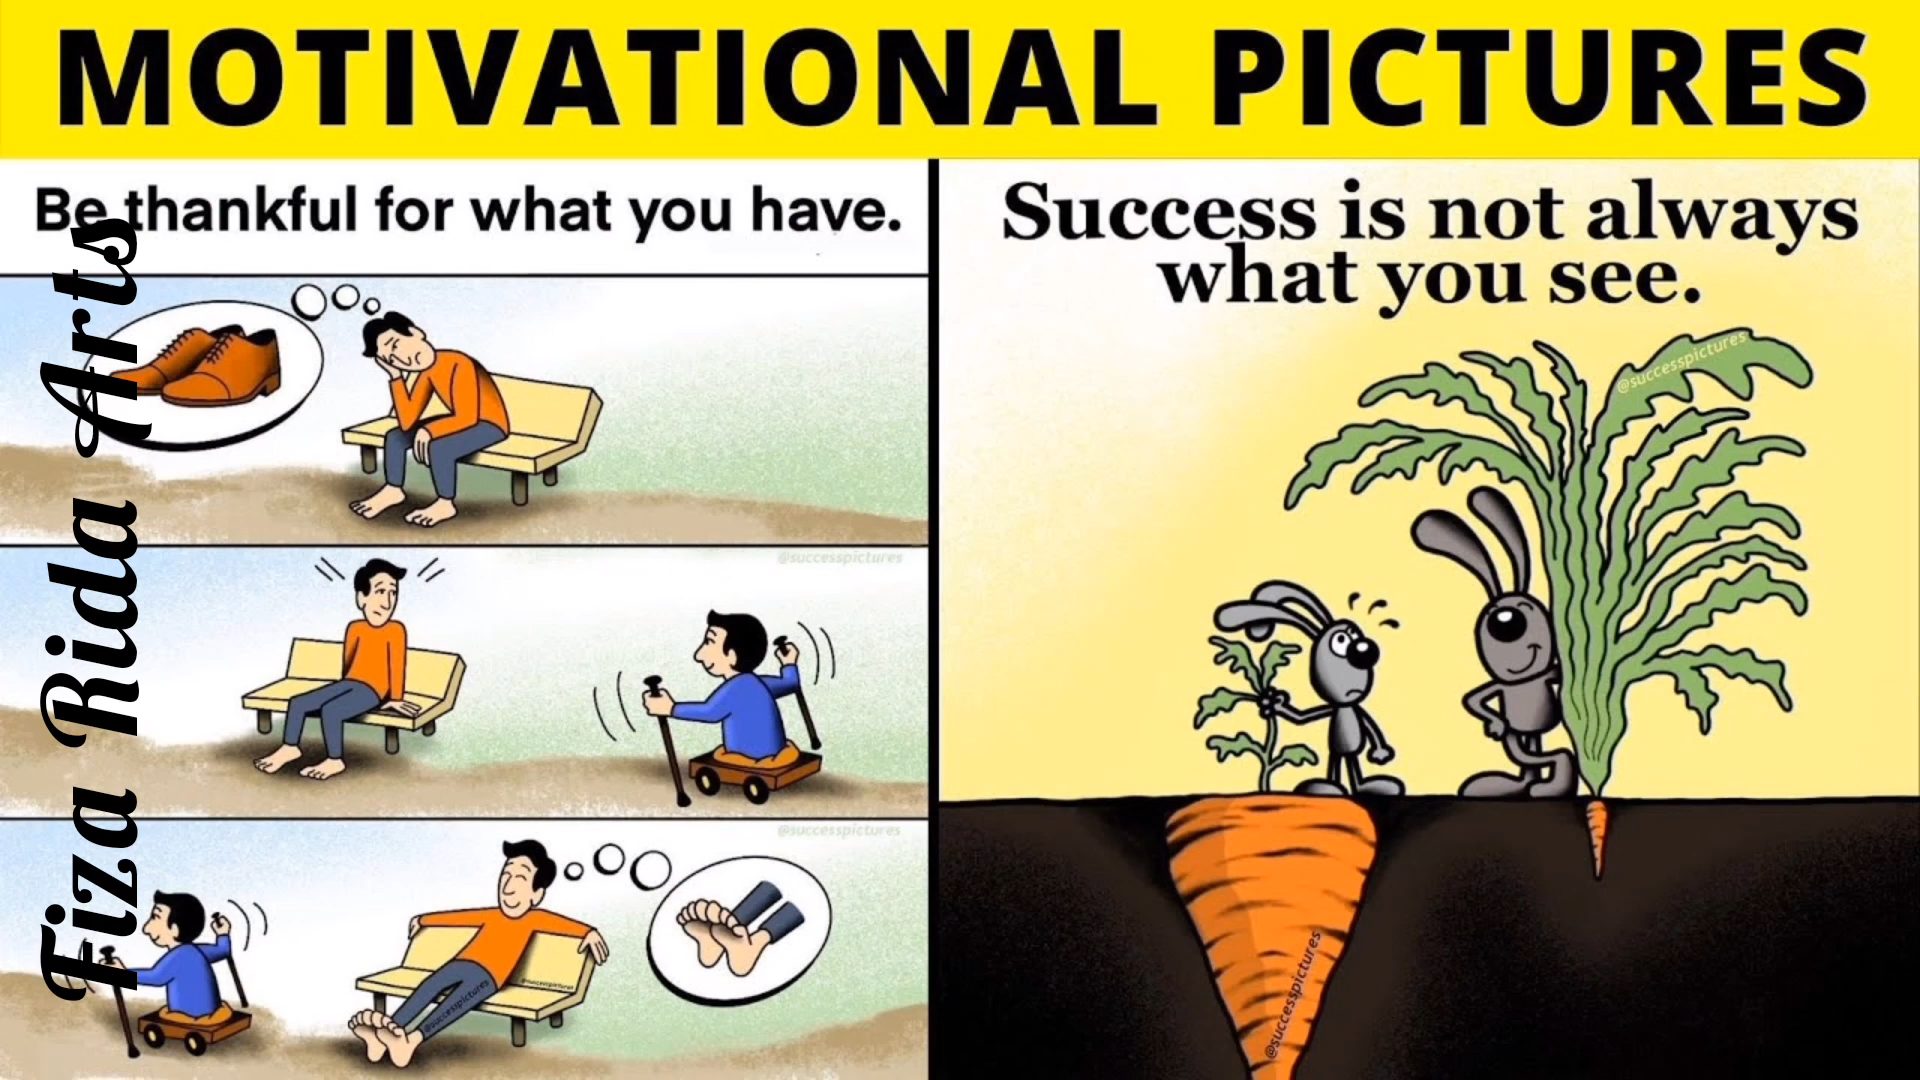 MOTIVATIONAL PICTURES
Be thankful for what you have.
Fiza Rida Arts
@successpictures
@successpictures
@successpictures
@successpictures
Success is not always
what you see.
@successpictures
@successpictures